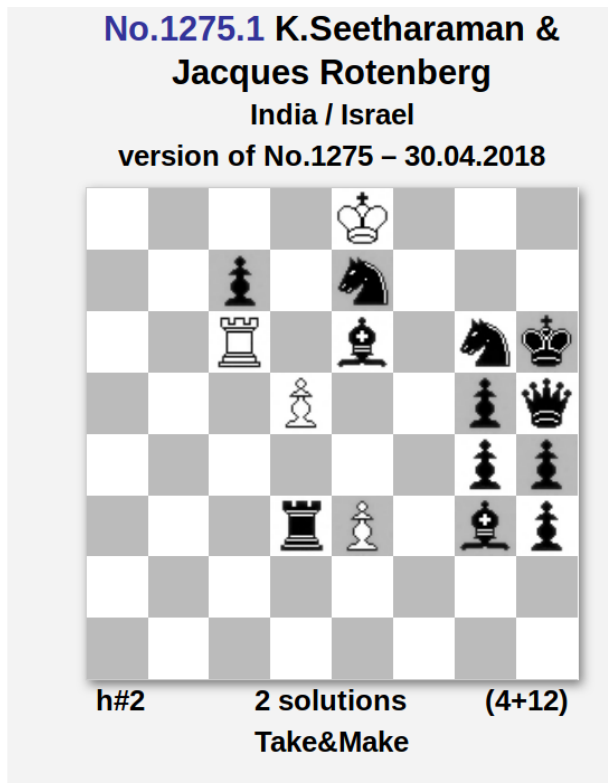 No.1275.1 K.Seetharaman &
Jacques Rotenberg
India / Israel
version of No.1275 – 30.04.2018
h#2 2 solutions (4+12)
Take&Make